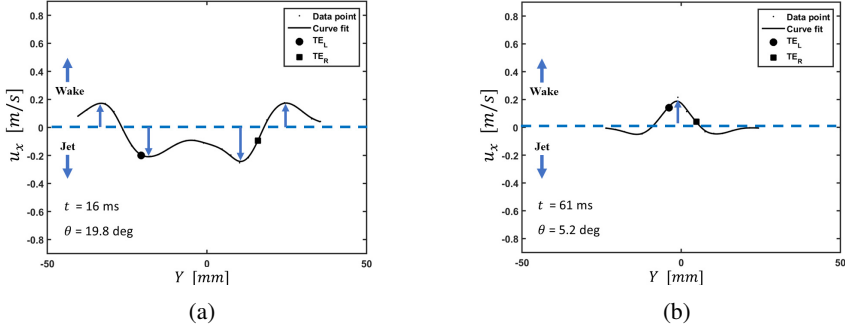 0.8
0.6
0.4
0.2
0
-0.2
-0.4
-0.6
-0.8
u_x [m/s]
Wake
Jet
t = 16 ms
θ = 19.8 deg
Data point
Curve fit
TE_L
TE_R
-50 0 50
Y [mm]
(a)
0.8
0.6
0.4
0.2
0
-0.2
-0.4
-0.6
-0.8
u_x [m/s]
Wake
Jet
t = 61 ms
θ = 5.2 deg
Data point
Curve fit
TE_L
TE_R
-50 0 50
Y [mm]
(b)